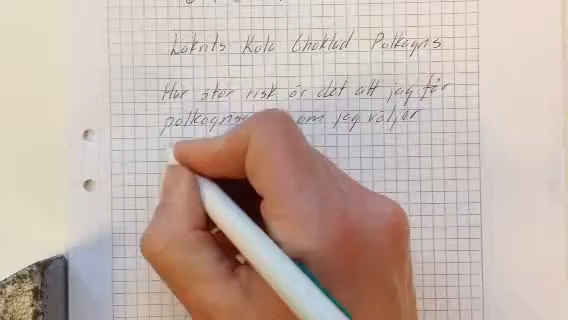 Lakrits Kola Choklad Polkagris
Hur stor risk är det att jag får
om jag väljer